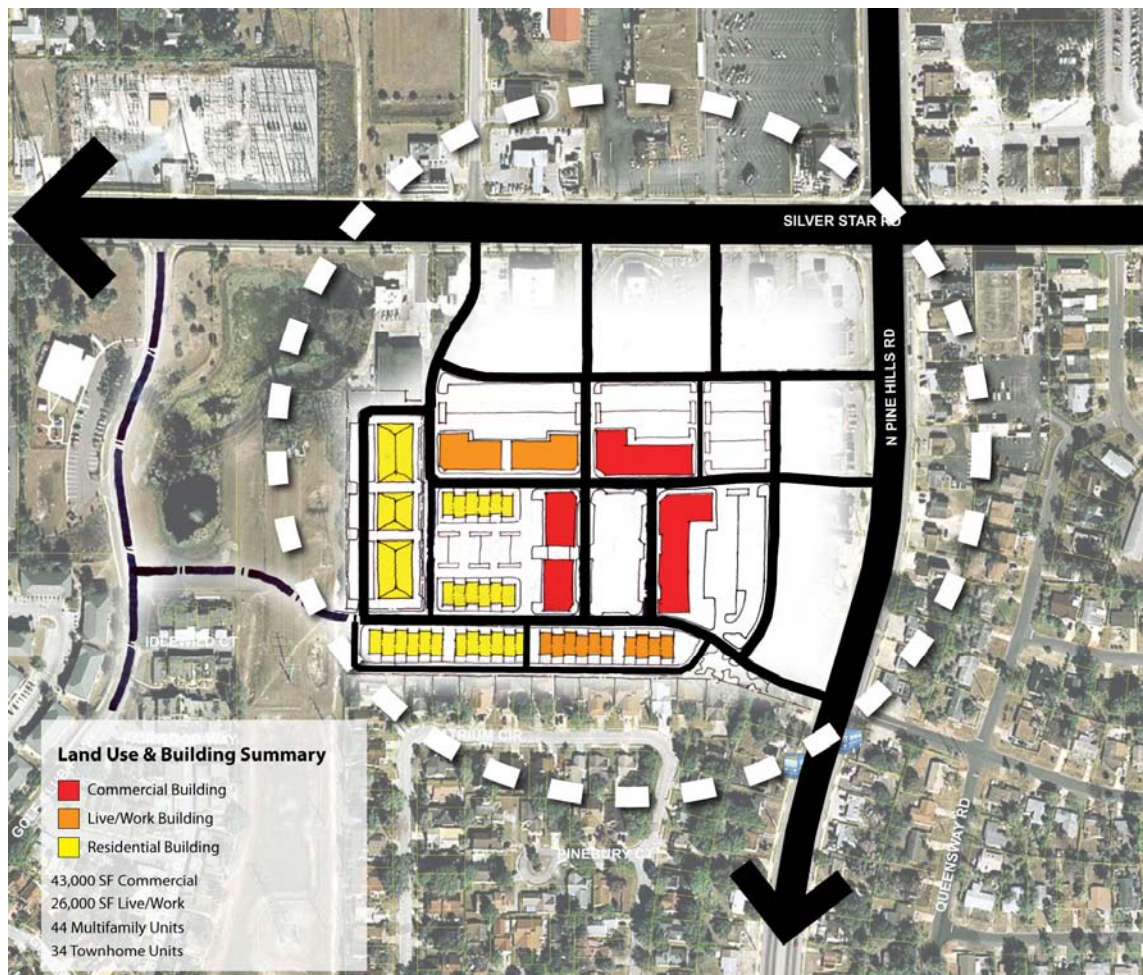 SILVER STAR RD
N PINE HILLS RD
IDLEWILD CT
ATRIUM CIR
PINEBURY CT
QUEENSWAY RD
Land Use & Building Summary
Commercial Building
Live/Work Building
Residential Building
43,000 SF Commercial
26,000 SF Live/Work
44 Multifamily Units
34 Townhome Units